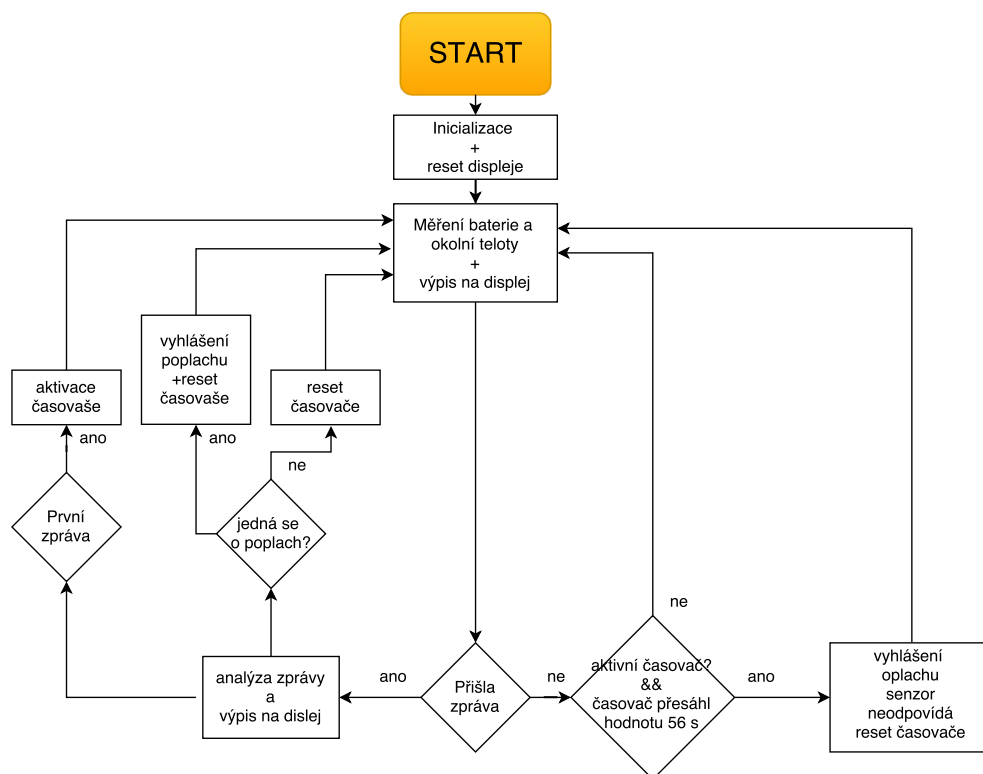 START
Inicializace
+
reset displeje
Měření baterie a
okolní teloty
+
výpis na displej
vyhlášení
poplachu
+reset
časovaše
aktivace
časovaše
reset
časovače
ano
ano
ne
První
zpráva
jedná se
o poplach?
ne
analýza zprávy
a
výpis na dislej
ano
Přišla
zpráva
ne
aktivní časovač?
&&
časovač přesáhl
hodnotu 56 s
ano
vyhlášení
oplachu
senzor
neodpovídá
reset časovače